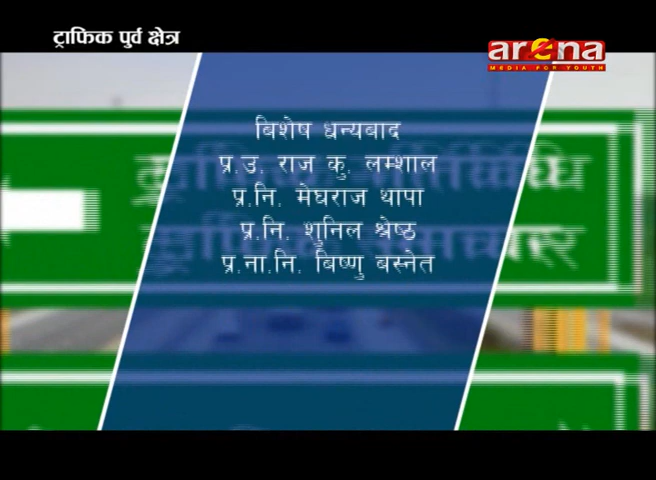 ट्राफिक पुर्व क्षेत्र
arena
MEDIA FOR YOUTH
बिशेष धन्यबाद
प्र.उ. राज कु. लम्शाल
प्र.नि. मेघराज थापा
प्र.नि. शुनिल श्रेष्ठ
प्र.ना.नि. बिष्णु बस्नेत